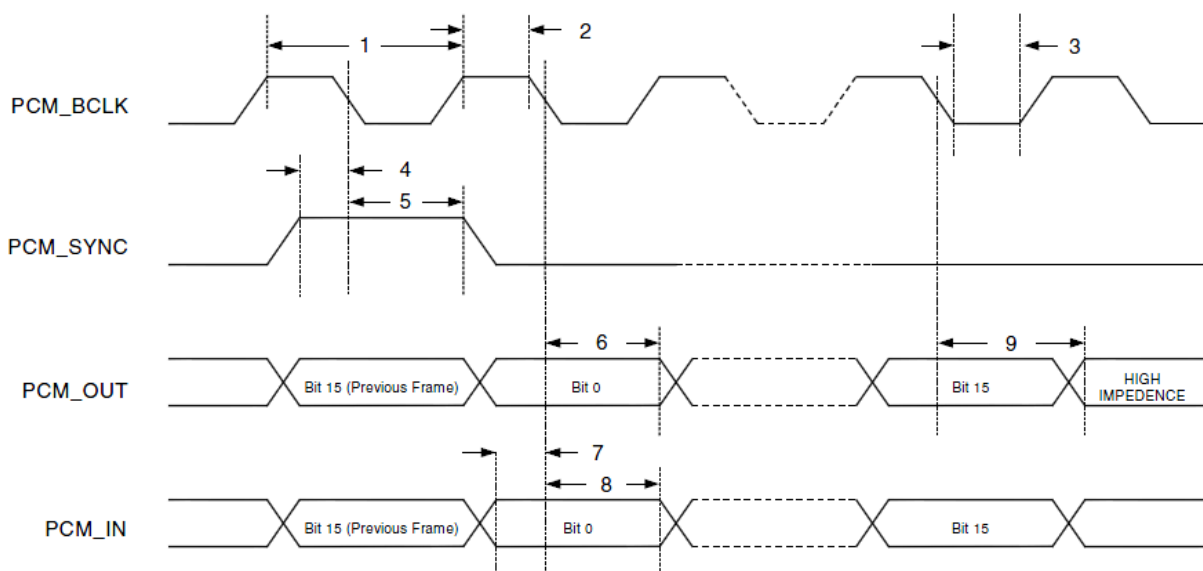 1
2
3
PCM_BCLK
4
5
PCM_SYNC
6
9
PCM_OUT
Bit 15 (Previous Frame)
Bit 0
Bit 15
HIGH
IMPEDENCE
7
8
PCM_IN
Bit 15 (Previous Frame)
Bit 0
Bit 15